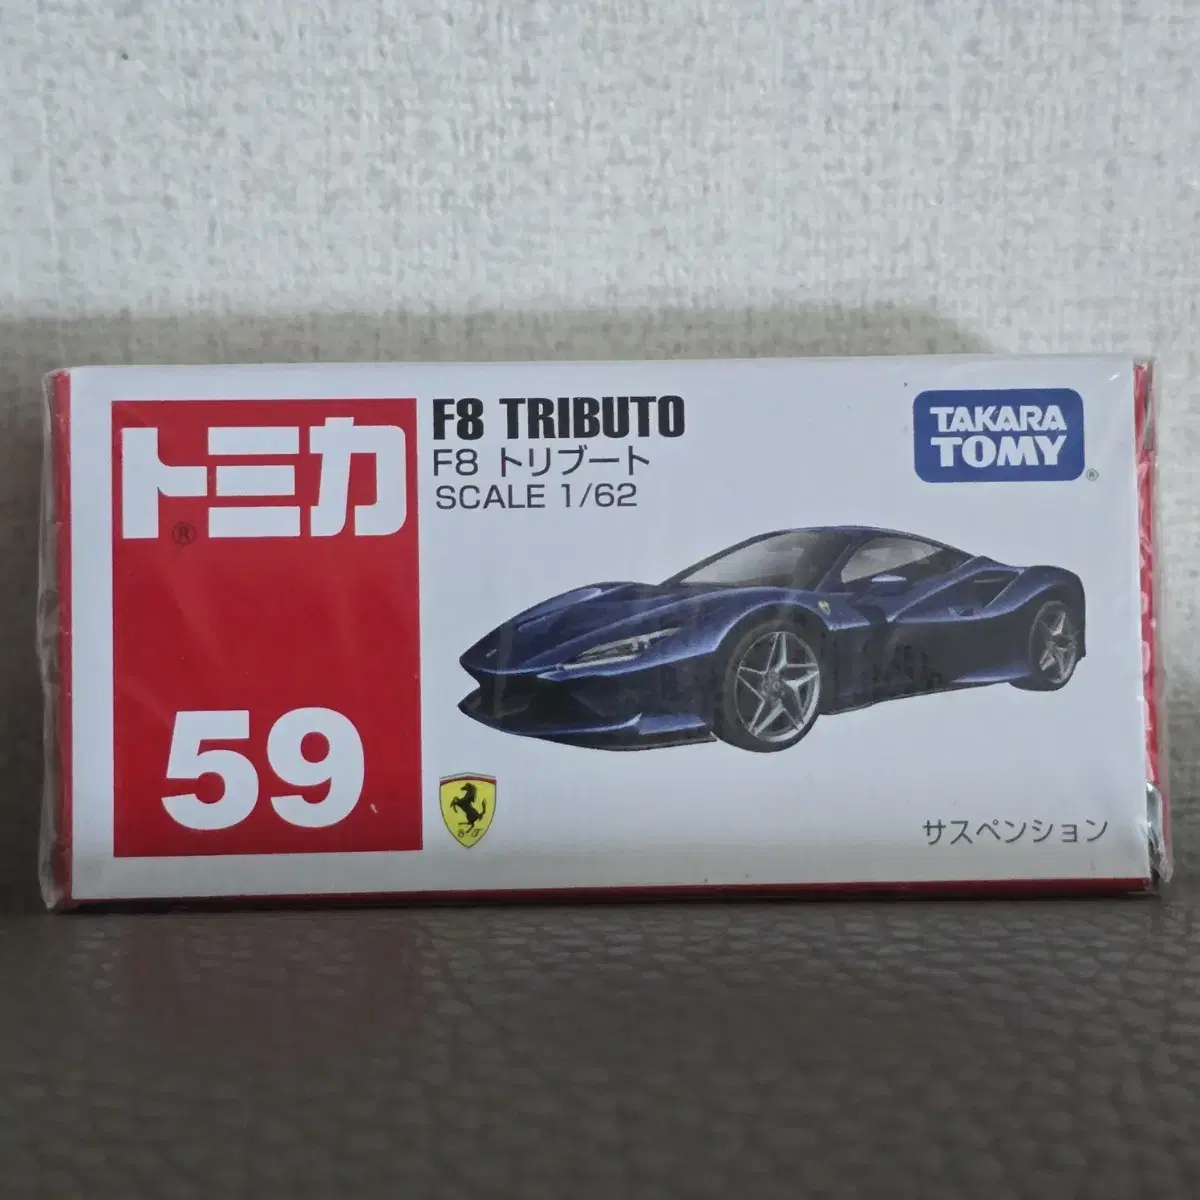 トミカ®
59
F8 TRIBUTO
F8 トリブート
SCALE 1/62
TAKARA
TOMY®
サスペンション